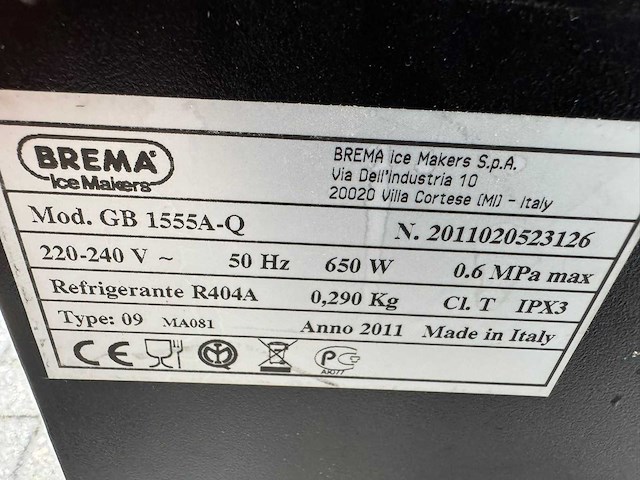 BREMA
Ice Makers
BREMA Ice Makers S.p.A.
Via Dell'Industria 10
20020 Villa Cortese (MI) - Italy
Mod. GB 1555A-Q N. 2011020523126
220-240 V ~ 50 Hz 650 W 0.6 MPa max
Refrigerante R404A 0,290 Kg Cl. T IPX3
Type: 09 MA081 Anno 2011 Made in Italy
CE